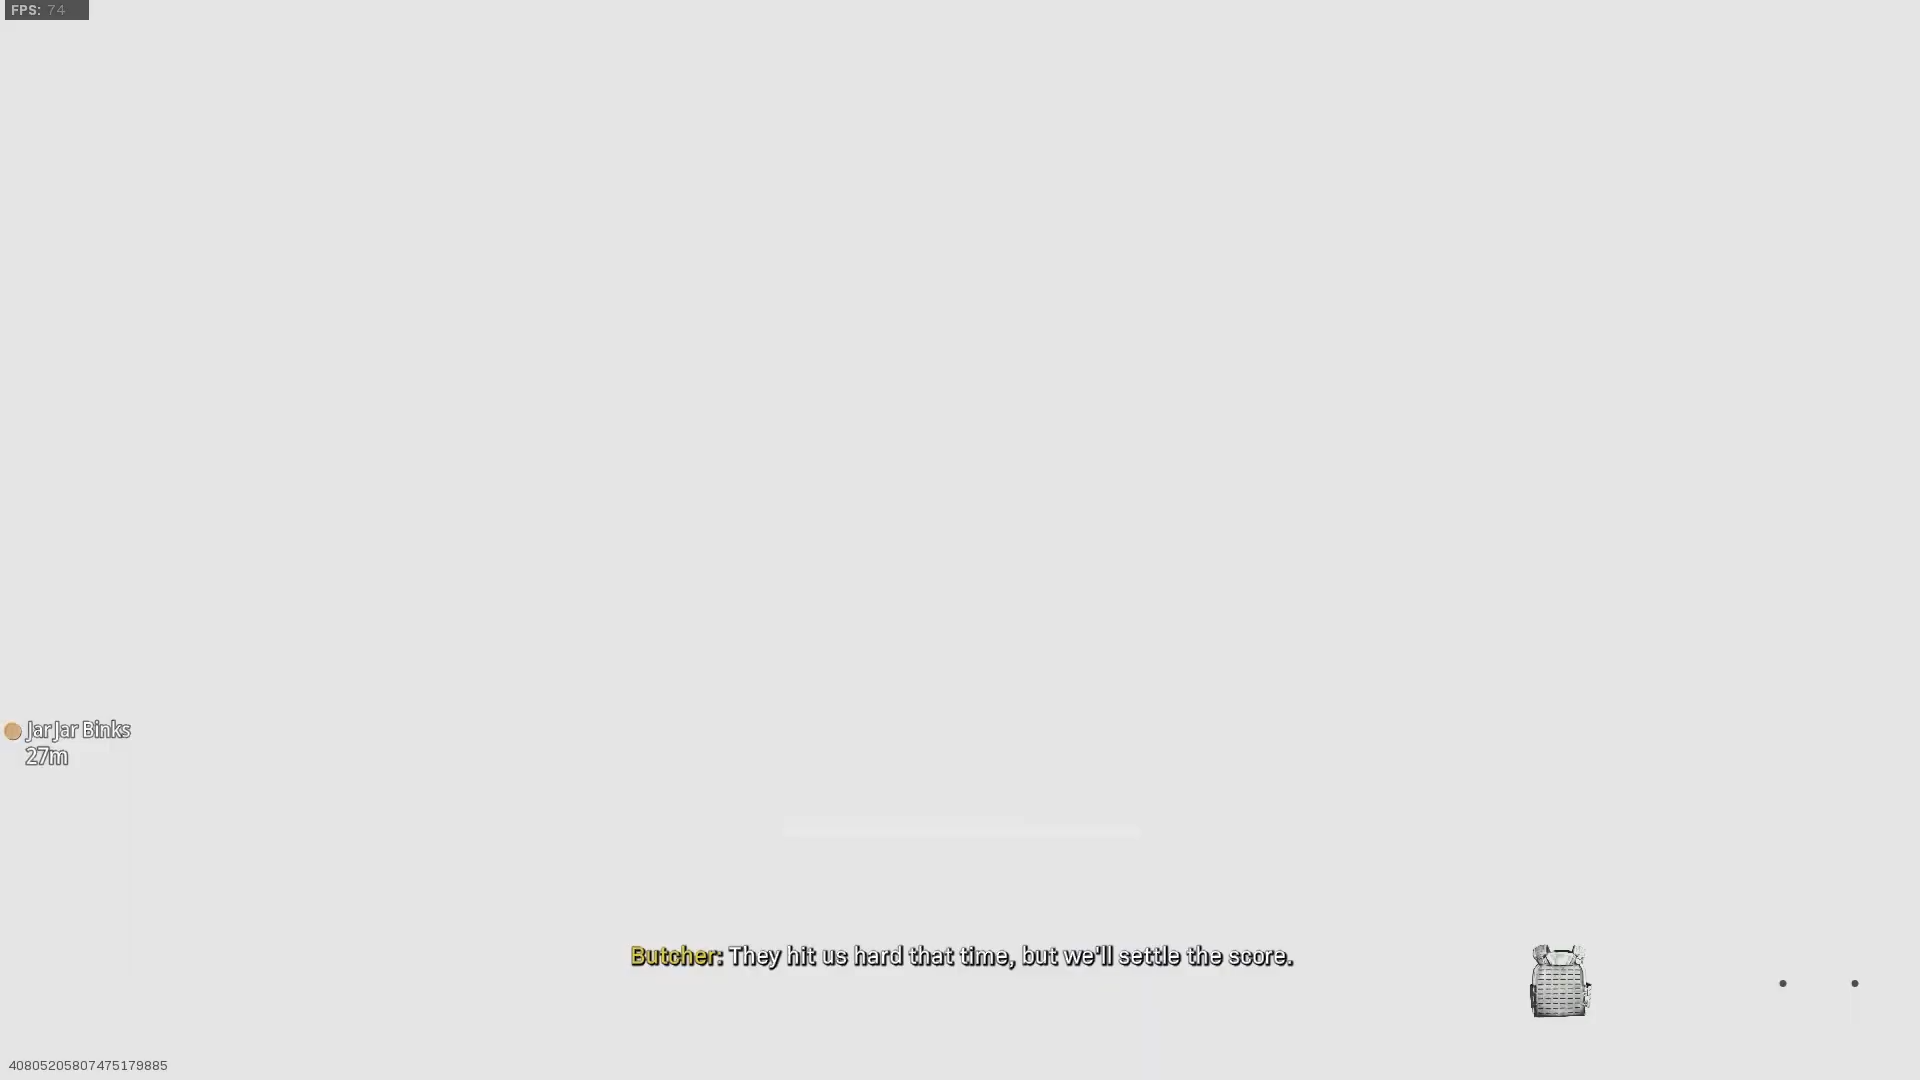 FPS: 74
Jar Jar Binks
27m
Butcher: They hit us hard that time, but we'll settle the score.
40805205807475179885